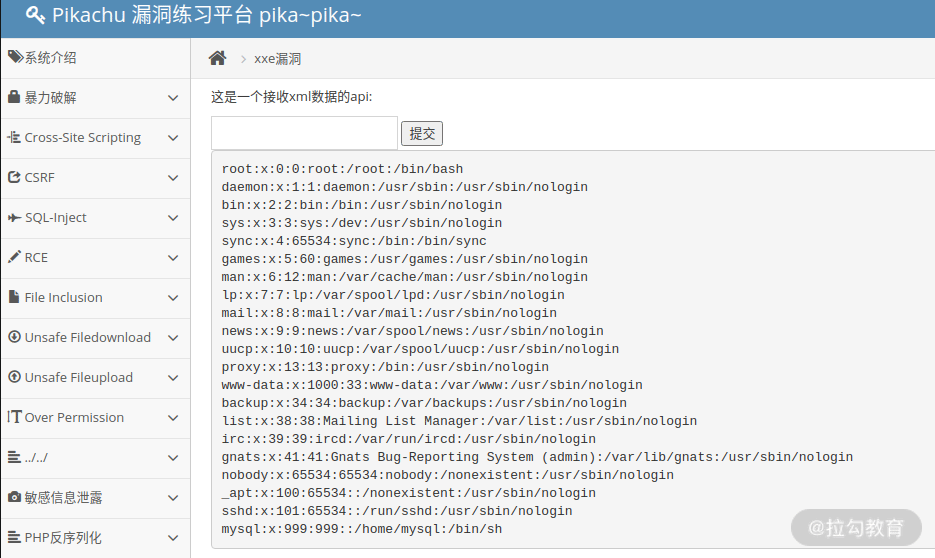 Pikachu 漏洞练习平台 pika~pika~
系统介绍
暴力破解
Cross-Site Scripting
CSRF
SQL-Inject
RCE
File Inclusion
Unsafe Filedownload
Unsafe Fileupload
Over Permission
../../
敏感信息泄露
PHP反序列化
xxe漏洞
这是一个接收xml数据的api:
提交
root:x:0:0:root:/root:/bin/bash
daemon:x:1:1:daemon:/usr/sbin:/usr/sbin/nologin
bin:x:2:2:bin:/bin:/usr/sbin/nologin
sys:x:3:3:sys:/dev:/usr/sbin/nologin
sync:x:4:65534:sync:/bin:/bin/sync
games:x:5:60:games:/usr/games:/usr/sbin/nologin
man:x:6:12:man:/var/cache/man:/usr/sbin/nologin
lp:x:7:7:lp:/var/spool/lpd:/usr/sbin/nologin
mail:x:8:8:mail:/var/mail:/usr/sbin/nologin
news:x:9:9:news:/var/spool/news:/usr/sbin/nologin
uucp:x:10:10:uucp:/var/spool/uucp:/usr/sbin/nologin
proxy:x:13:13:proxy:/bin:/usr/sbin/nologin
www-data:x:1000:33:www-data:/var/www:/usr/sbin/nologin
backup:x:34:34:backup:/var/backups:/usr/sbin/nologin
list:x:38:38:Mailing List Manager:/var/list:/usr/sbin/nologin
irc:x:39:39:ircd:/var/run/ircd:/usr/sbin/nologin
gnats:x:41:41:Gnats Bug-Reporting System (admin):/var/lib/gnats:/usr/sbin/nologin
nobody:x:65534:65534:nobody:/nonexistent:/usr/sbin/nologin
_apt:x:100:65534::/nonexistent:/usr/sbin/nologin
sshd:x:101:65534::/run/sshd:/usr/sbin/nologin
mysql:x:999:999::/home/mysql:/bin/sh
@拉勾教育